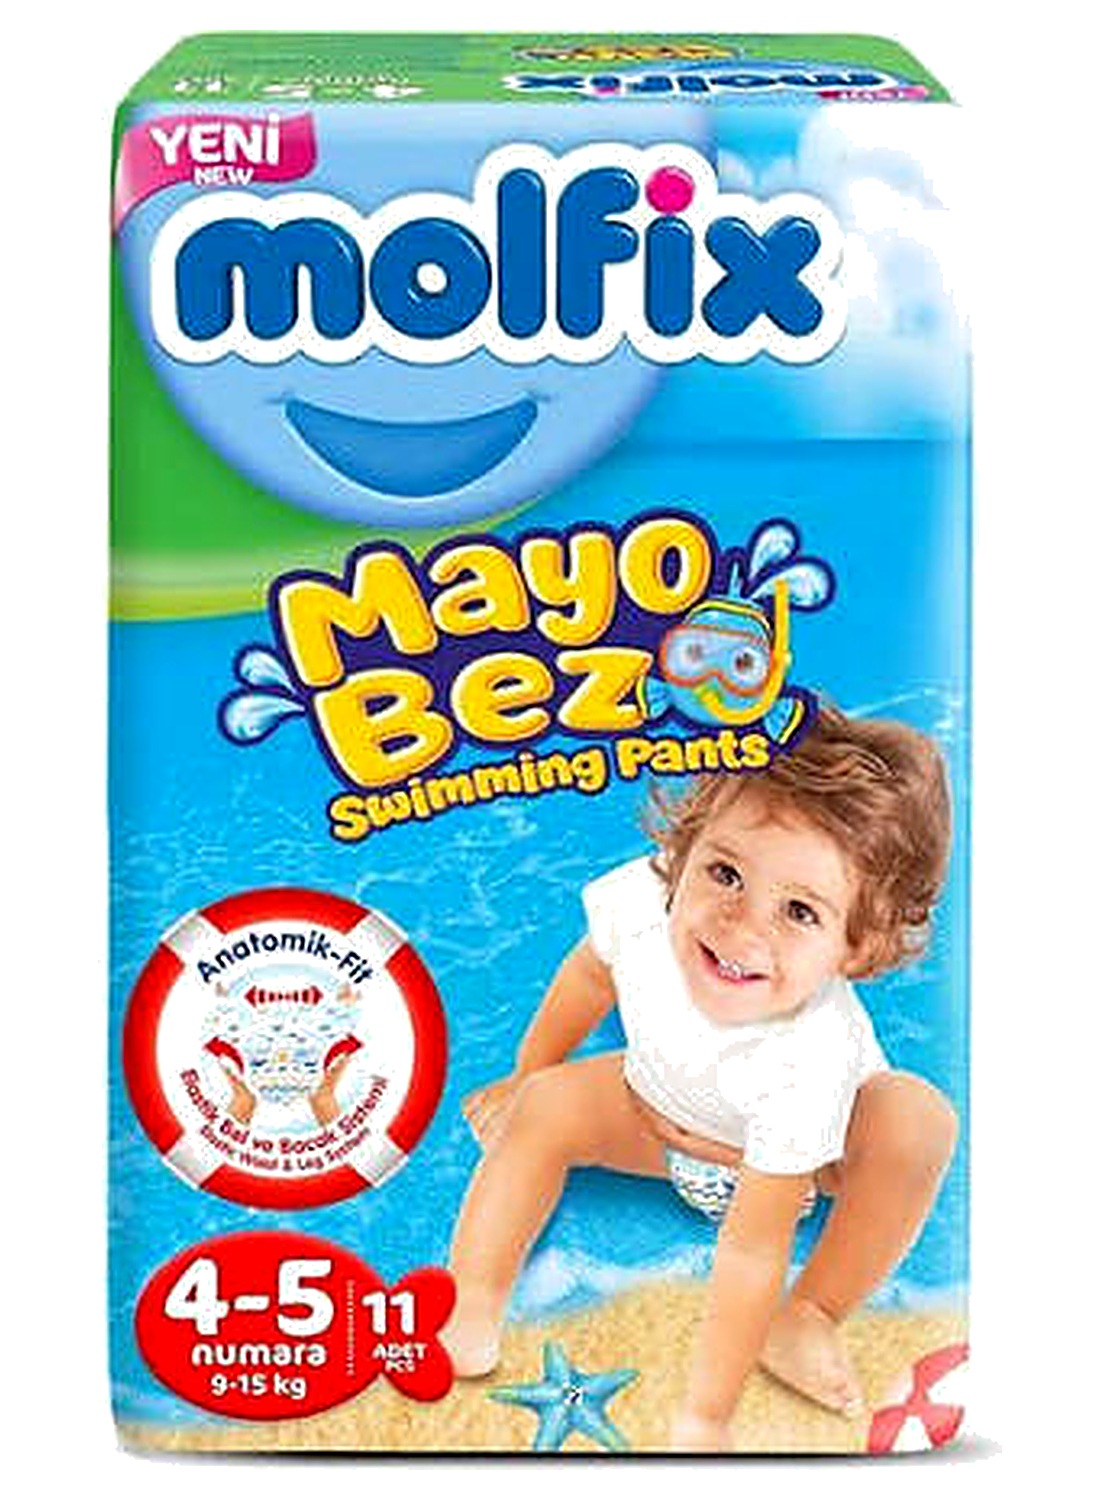 YENİ
NEW
molfix
Mayo
Bez
Swimming Pants
Anatomik-Fit
Elastik Bel ve Bacak Sistemi
Elastic Waist & Leg System
4-5
numara
9-15 kg
11
ADET
PCS